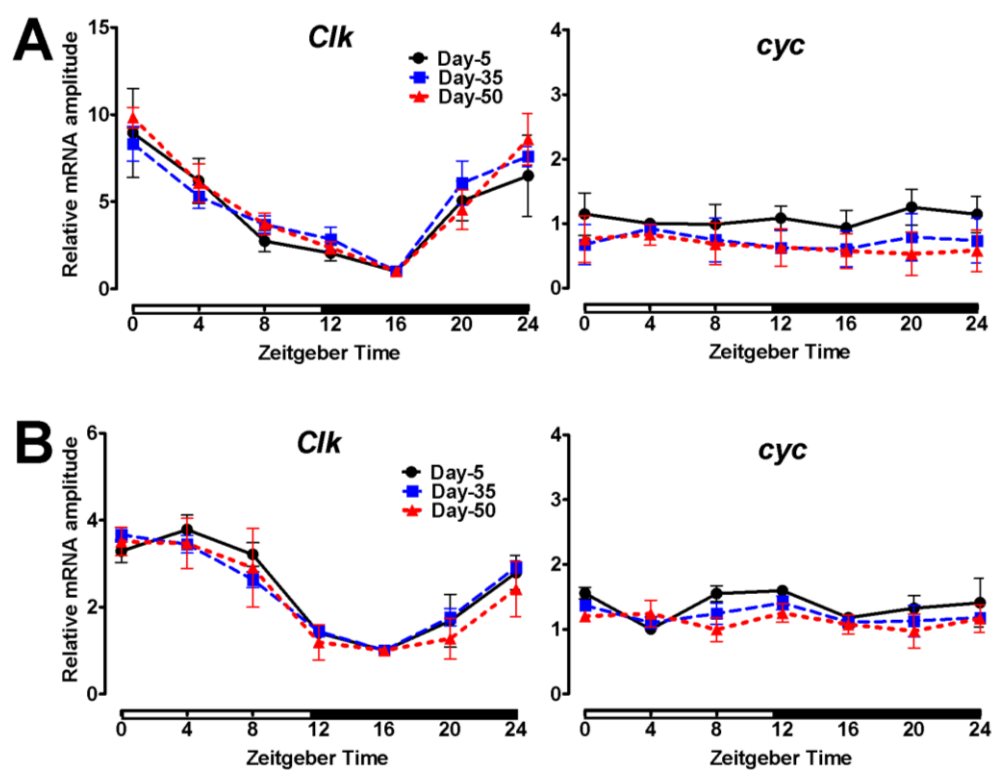 A
Clk
cyc
Relative mRNA amplitude
15
10
5
0
Day-5
Day-35
Day-50
4
3
2
1
0
0 4 8 12 16 20 24
0 4 8 12 16 20 24
Zeitgeber Time
Zeitgeber Time
B
Clk
cyc
Relative mRNA amplitude
6
4
2
0
Day-5
Day-35
Day-50
4
3
2
1
0
0 4 8 12 16 20 24
0 4 8 12 16 20 24
Zeitgeber Time
Zeitgeber Time